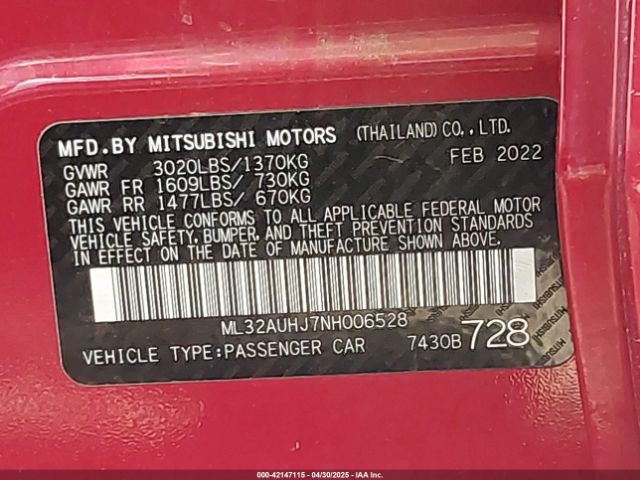 MFD.BY MITSUBISHI MOTORS (THAILAND) CO.,LTD.
GVWR 3020LBS/1370KG FEB 2022
GAWR FR 1609LBS/ 730KG
GAWR RR 1477LBS/ 670KG
THIS VEHICLE CONFORMS TO ALL APPLICABLE FEDERAL MOTOR
VEHICLE SAFETY, BUMPER, AND THEFT PREVENTION STANDARDS
IN EFFECT ON THE DATE OF MANUFACTURE SHOWN ABOVE.
ML32AUHJ7NH006528
VEHICLE TYPE:PASSENGER CAR 7430B 728
000-42147115 - 04/30/2025 - IAA Inc.